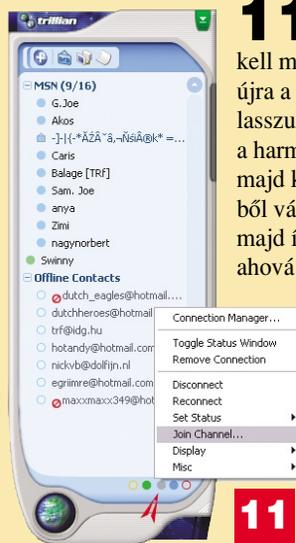 trillian
MSN (9/16)
G.Joe
Akos
Caris
Balage [TRf]
Sam. Joe
anya
Zimi
nagynorbert
Swinny
Offline Contacts
dutch_eagles@hotmail....
dutchheroes@hotmail
trf@idg.hu
hotandy@hotmail.com
nickvb@dolfijn.nl
egriimre@hotmail.com
maxxmaxx349@hot
Connection Manager...
Toggle Status Window
Remove Connection
Disconnect
Reconnect
Set Status
Join Channel...
Display
Misc
11
kell m
újra a
lasszu
a harm
majd k
ből vá
majd í
ahová
11